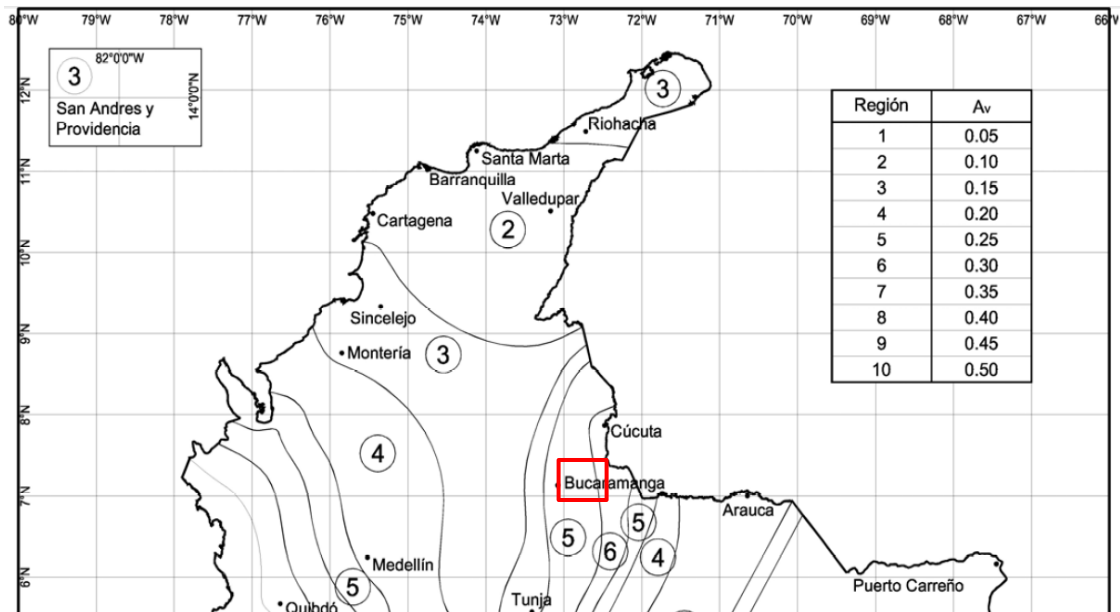 80°W 77°W 76°W 75°W 74°W 73°W 72°W 71°W 70°W 69°W 68°W 67°W 66°W
82°0'0"W
3
14°0'0"N
San Andres y
Providencia
12°N
11°N
10°N
9°N
8°N
7°N
6°N
3
Riohacha
Santa Marta
Barranquilla
Valledupar
Cartagena
2
Sincelejo
Montería
3
Cúcuta
4
Bucaramanga
Arauca
5
5
6
4
Medellín
5
Puerto Carreño
Tunja
Quibdó
Región Av
1 0.05
2 0.10
3 0.15
4 0.20
5 0.25
6 0.30
7 0.35
8 0.40
9 0.45
10 0.50